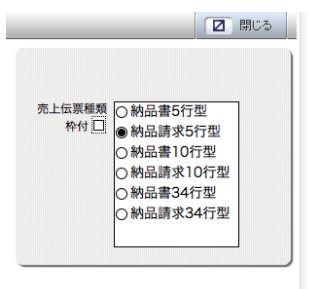 閉じる
売上伝票種類
枠付
納品書5行型
納品請求5行型
納品書10行型
納品請求10行型
納品書34行型
納品請求34行型